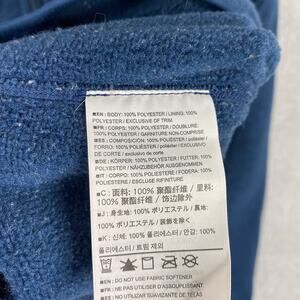 ■EN: BODY: 100% POLYESTER / LINING: 100%
POLYESTER / EXCLUSIVE OF TRIM.
■FR: CORPS: 100% POLYESTER / DOUBLURE:
100% POLYESTER / GARNITURE NON-COMPRISE
■ES: COMPOSICIÓN: 100% POLIÉSTER /
FORRO: 100% POLIÉSTER / poliéster / EXCLUSIVO
DE CORTE / exclusivo de corte
■DE: KÖRPER: 100% POLYESTER / FUTTER: 100%
POLYESTER / NÄHZUBEHÖR AUSGENOMMEN
■IT: CORPO: 100% POLIESTERE / FODERA: 100%
POLIESTERE / ESCLUSE RIFINITURE
■C: 面料: 100% 聚酯纤维 / 里料:
100% 聚酯纤维 / 饰边除外
■J: 身生地: 100% ポリエステル / 裏地:
100% ポリエステル / 装飾を除く
■K: 신체: 100% 폴리에스터 / 안감: 100%
폴리에스터 / 트림 제외
■EN: DO NOT USE FABRIC SOFTENER
■FR: NE PAS UTILISER D'ASSOUPLISSANT
■ES: NO UTILIZAR SUAVIZANTE DE TALAS